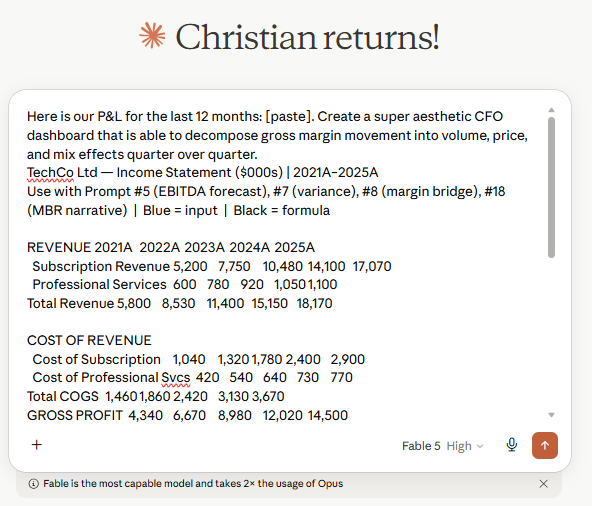 Christian returns!
Here is our P&L for the last 12 months: [paste]. Create a super aesthetic CFO
dashboard that is able to decompose gross margin movement into volume, price,
and mix effects quarter over quarter.
TechCo Ltd — Income Statement ($000s) | 2021A–2025A
Use with Prompt #5 (EBITDA forecast), #7 (variance), #8 (margin bridge), #18
(MBR narrative) | Blue = input | Black = formula
REVENUE 2021A 2022A 2023A 2024A 2025A
Subscription Revenue 5,200 7,750 10,480 14,100 17,070
Professional Services 600 780 920 1,050 1,100
Total Revenue 5,800 8,530 11,400 15,150 18,170
COST OF REVENUE
Cost of Subscription 1,040 1,320 1,780 2,400 2,900
Cost of Professional Svcs 420 540 640 730 770
Total COGS 1,460 1,860 2,420 3,130 3,670
GROSS PROFIT 4,340 6,670 8,980 12,020 14,500
Fable 5 High
Fable is the most capable model and takes 2× the usage of Opus